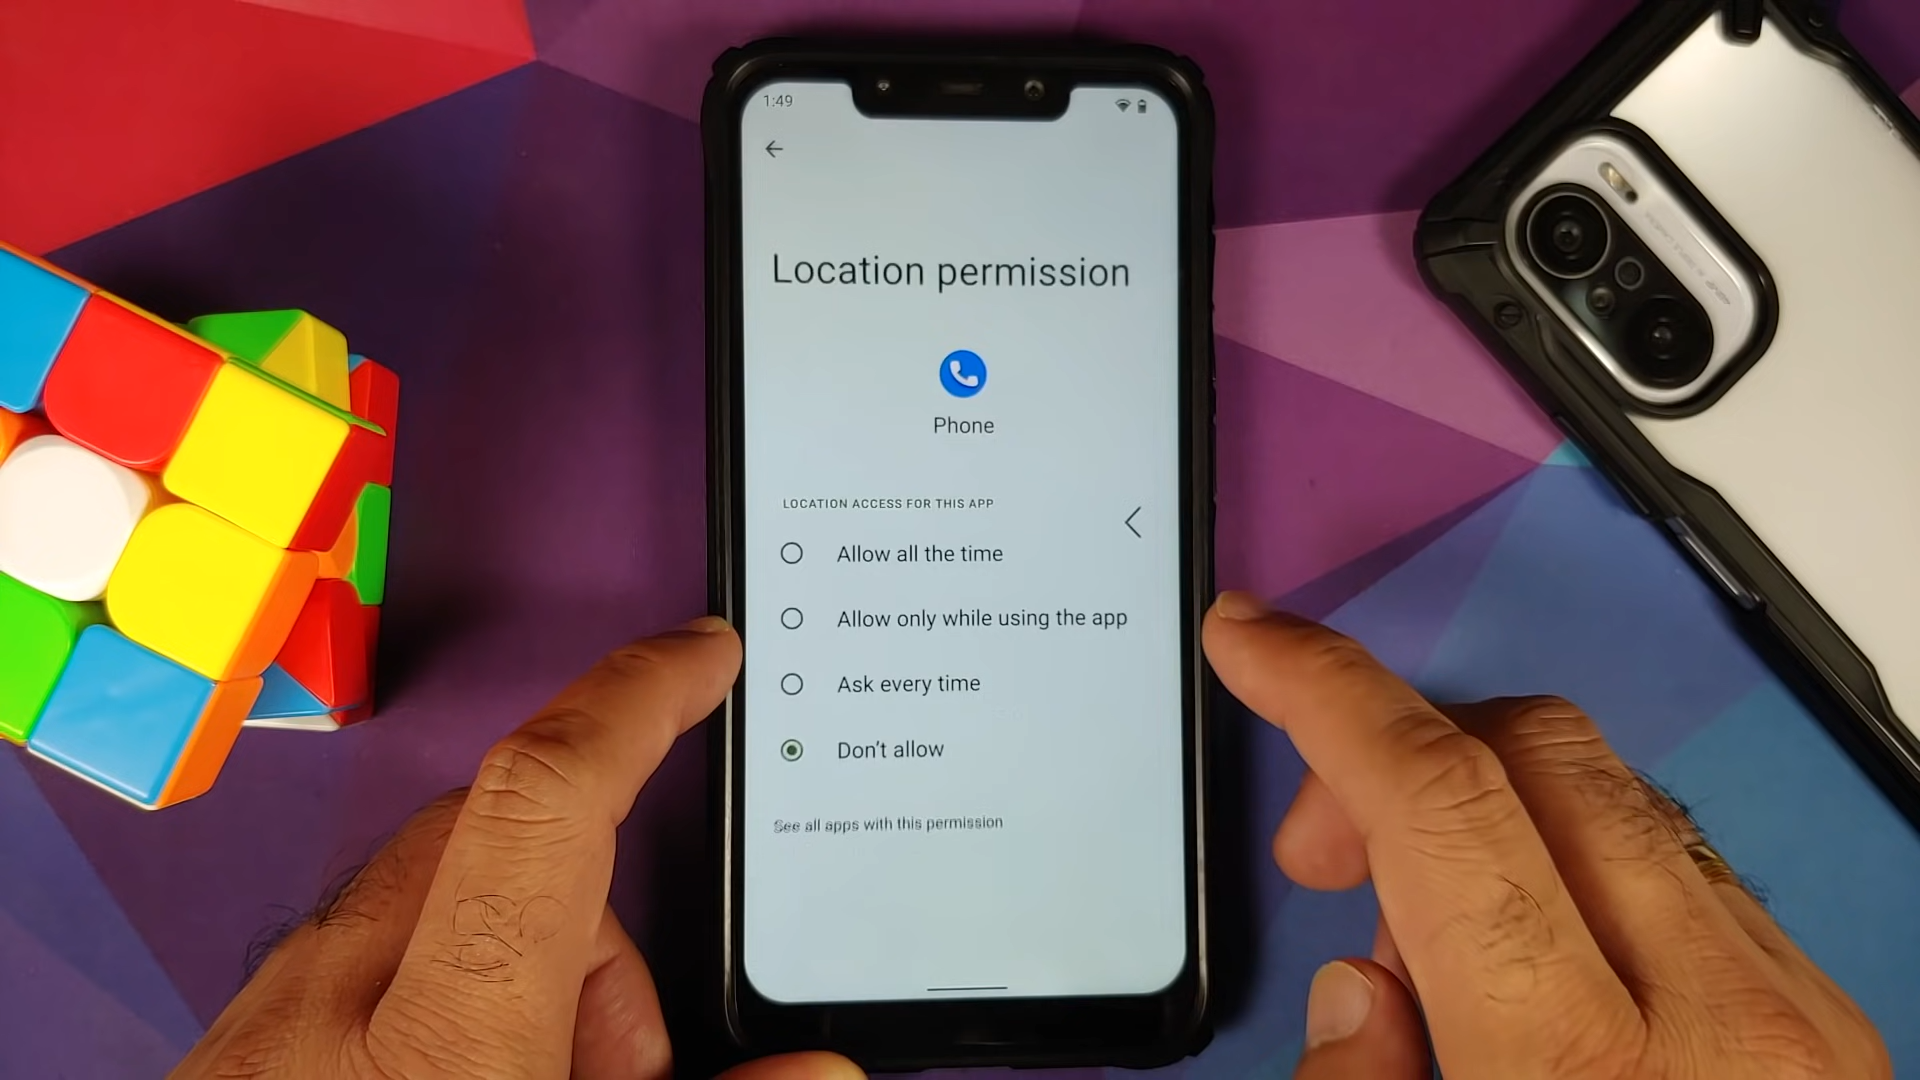 1:49
Location permission
Phone
LOCATION ACCESS FOR THIS APP
Allow all the time
Allow only while using the app
Ask every time
Don't allow
See all apps with this permission